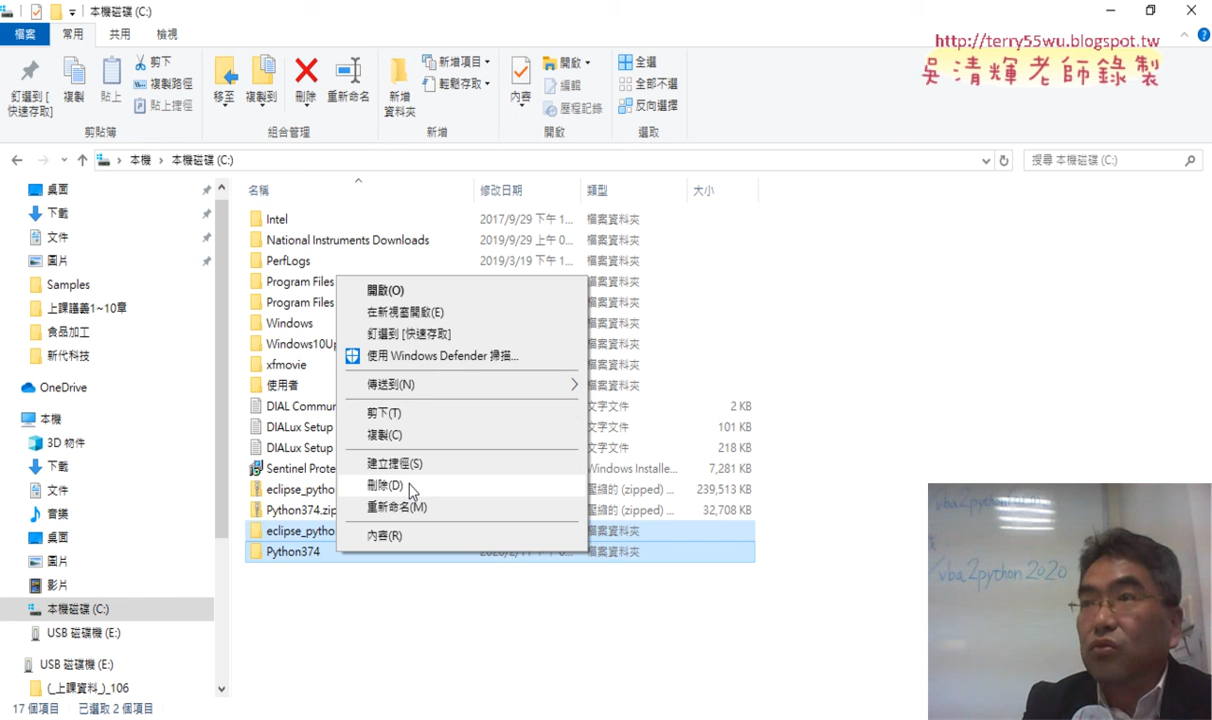 本機磁碟 (C:)
檔案 常用 共用 檢視
http://terry55wu.blogspot.tw
吳清輝老師錄製
釘選到 [快速存取] 複製 貼上 剪下 複製路徑 貼上捷徑
剪貼簿
移至 複製到 刪除 重新命名
組合管理
新增資料夾 新增項目 輕鬆存取
新增
內容 開啟 編輯 歷程記錄
開啟
全選 全部不選 反向選擇
選取
本機 本機磁碟 (C:) 搜尋 本機磁碟 (C:)
桌面
下載
文件
圖片
Samples
上課講義1~10章
食品加工
新代科技
OneDrive
本機
3D 物件
下載
文件
音樂
桌面
圖片
影片
本機磁碟 (C:)
USB 磁碟機 (E:)
USB 磁碟機 (E:)
(_上課資料_)_106
名稱 修改日期 類型 大小
Intel 2017/9/29 下午 1... 檔案資料夾
National Instruments Downloads 2019/9/29 上午 0... 檔案資料夾
PerfLogs 2019/3/19 下午 1... 檔案資料夾
Program Files 檔案資料夾
Program Files 檔案資料夾
Windows 檔案資料夾
Windows10Up 檔案資料夾
xfmovie 檔案資料夾
使用者 檔案資料夾
DIAL Commu 文字文件 2 KB
DIALux Setup 文字文件 101 KB
DIALux Setup 文字文件 218 KB
Sentinel Prote Windows Installe... 7,281 KB
eclipse_pytho 壓縮的 (zipped) ... 239,513 KB
Python374.zip 壓縮的 (zipped) ... 32,708 KB
eclipse_pytho 檔案資料夾
Python374 檔案資料夾
開啟(O)
在新視窗開啟(E)
釘選到 [快速存取]
使用 Windows Defender 掃描...
傳送到(N)
剪下(T)
複製(C)
建立捷徑(S)
刪除(D)
重新命名(M)
內容(R)
vba2python2020
17 個項目 已選取 2 個項目